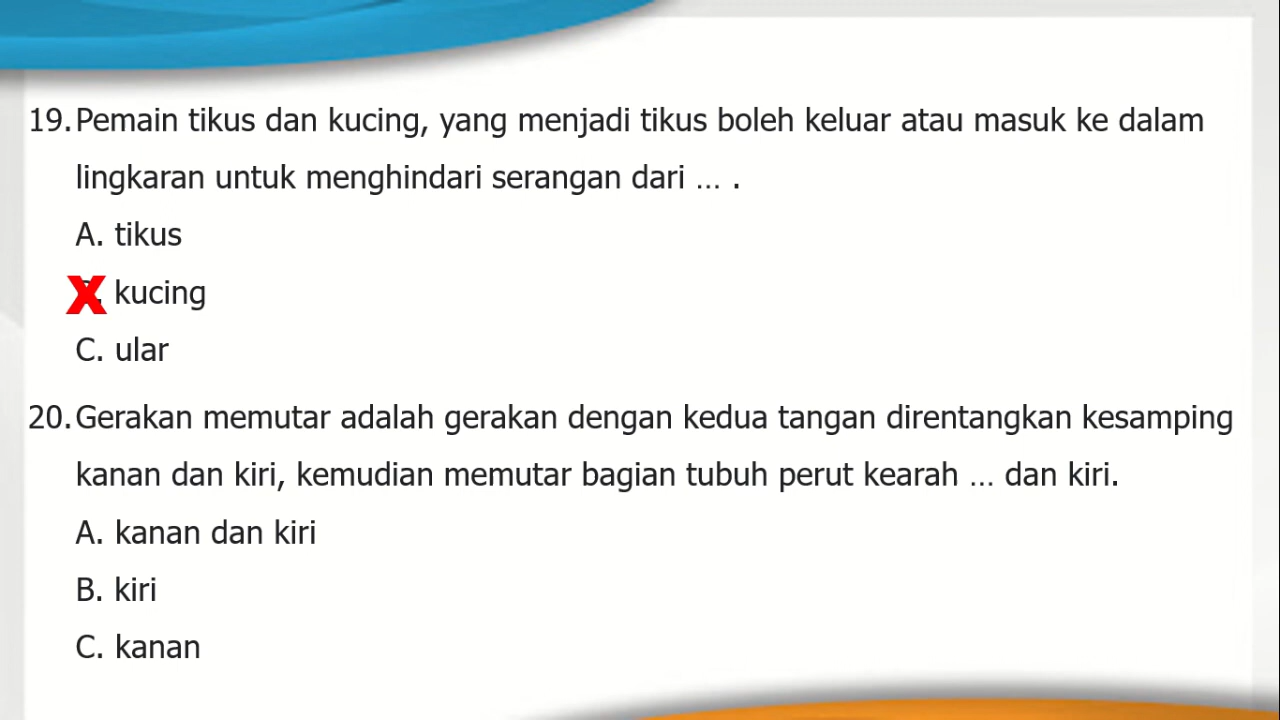 19. Pemain tikus dan kucing, yang menjadi tikus boleh keluar atau masuk ke dalam
lingkaran untuk menghindari serangan dari ... .
A. tikus
X kucing
C. ular
20. Gerakan memutar adalah gerakan dengan kedua tangan direntangkan kesamping
kanan dan kiri, kemudian memutar bagian tubuh perut kearah ... dan kiri.
A. kanan dan kiri
B. kiri
C. kanan